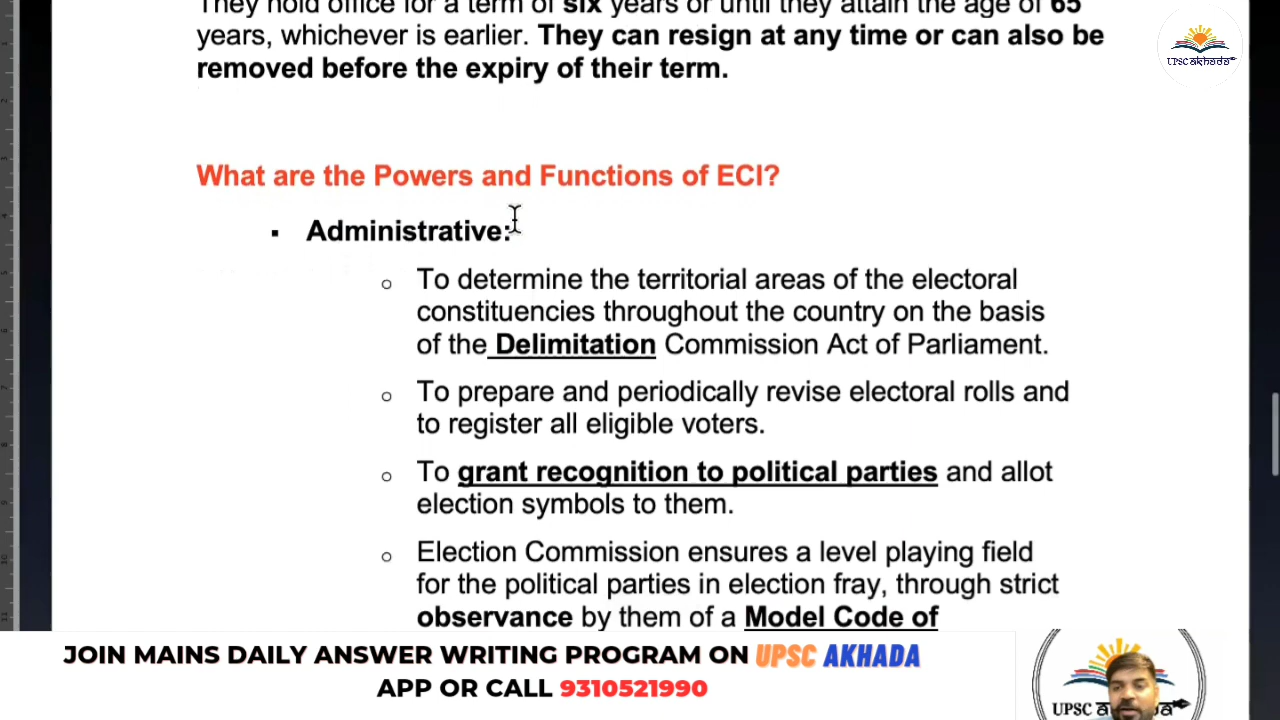 They hold office for a term of six years or until they attain the age of 65
years, whichever is earlier. They can resign at any time or can also be
removed before the expiry of their term.
UPSC akhada
What are the Powers and Functions of ECI?
▪ Administrative:
o To determine the territorial areas of the electoral
constituencies throughout the country on the basis
of the Delimitation Commission Act of Parliament.
o To prepare and periodically revise electoral rolls and
to register all eligible voters.
o To grant recognition to political parties and allot
election symbols to them.
o Election Commission ensures a level playing field
for the political parties in election fray, through strict
observance by them of a Model Code of
JOIN MAINS DAILY ANSWER WRITING PROGRAM ON UPSC AKHADA
APP OR CALL 9310521990
UPSC